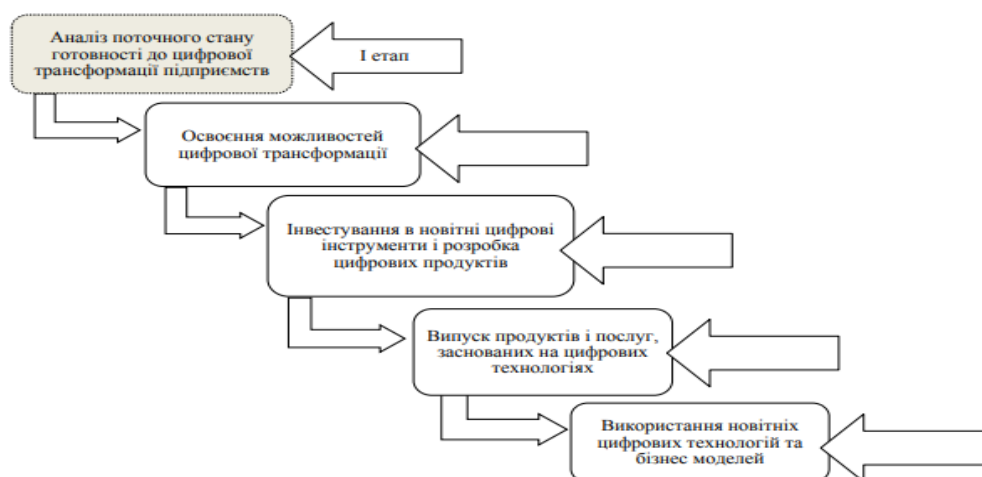 Аналіз поточного стану
готовності до цифрової
трансформації підприємств
І етап
Освоєння можливостей
цифрової трансформації
Інвестування в новітні цифрові
інструменти і розробка
цифрових продуктів
Випуск продуктів і послуг,
заснованих на цифрових
технологіях
Використання новітніх
цифрових технологій та
бізнес моделей